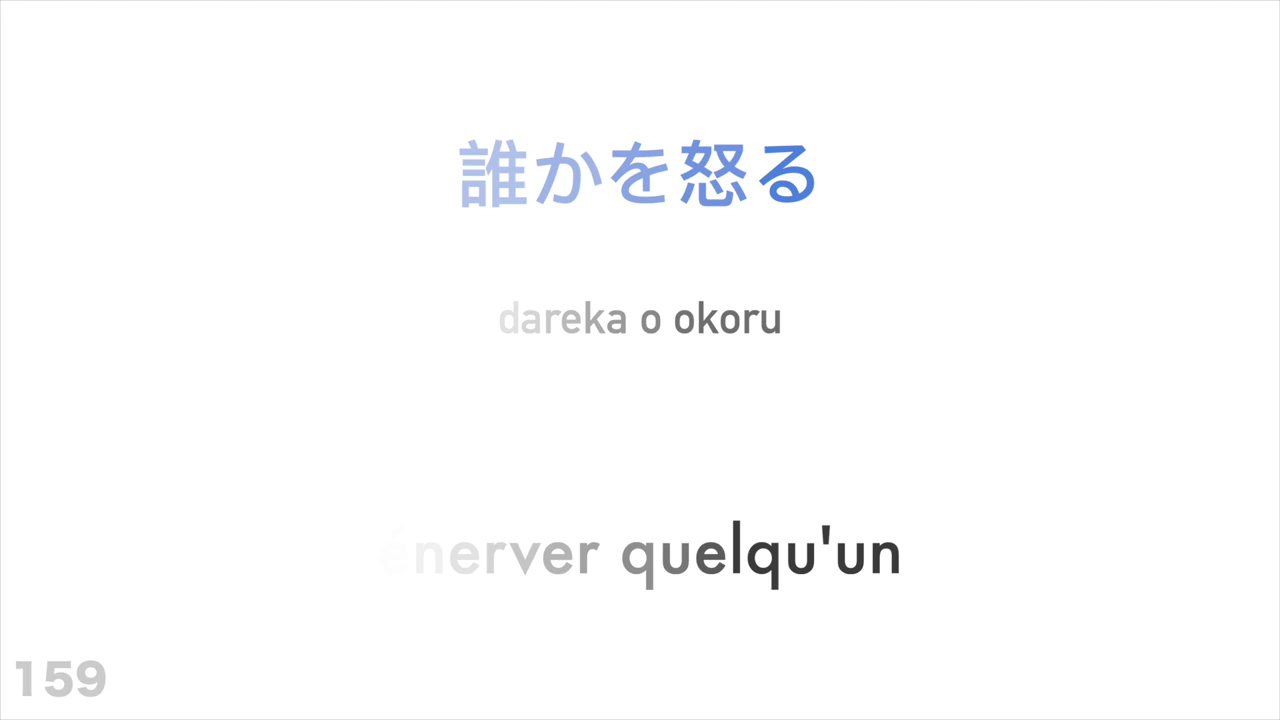 誰かを怒る
dareka o okoru
énerver quelqu'un
159